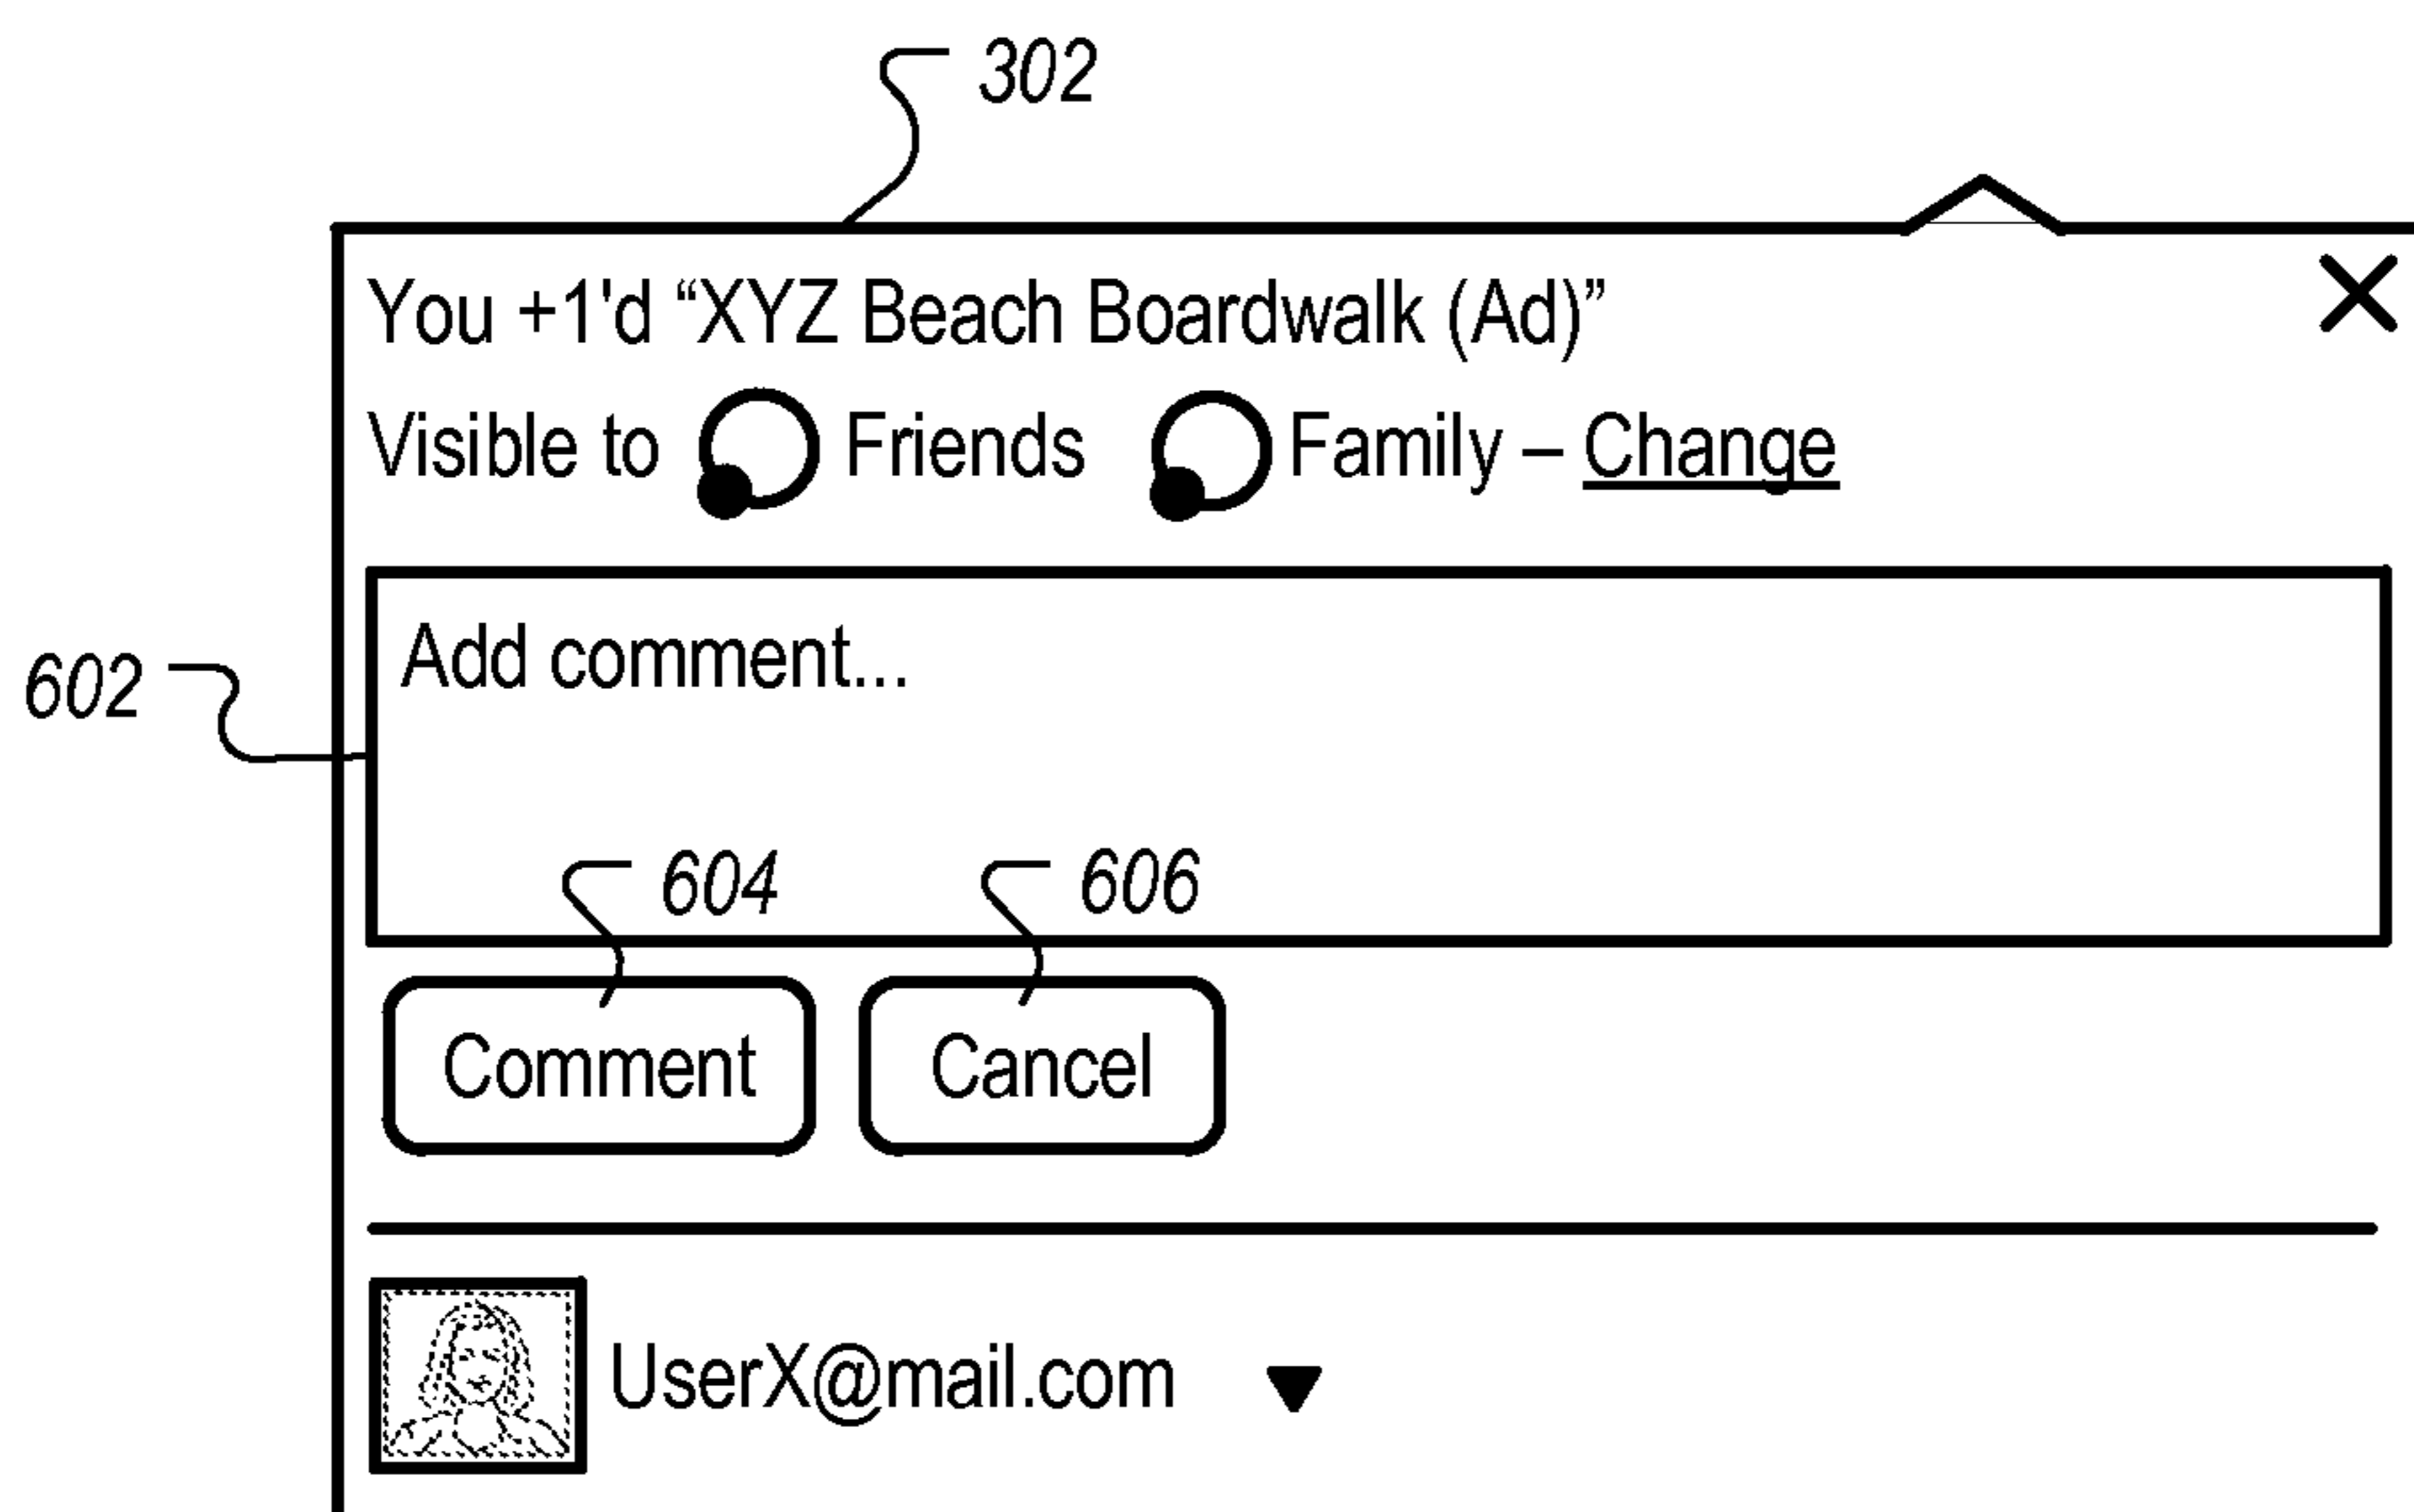 302
You +1'd “XYZ Beach Boardwalk (Ad)”
Visible to Friends Family – Change
602
Add comment...
604 606
Comment Cancel
UserX@mail.com